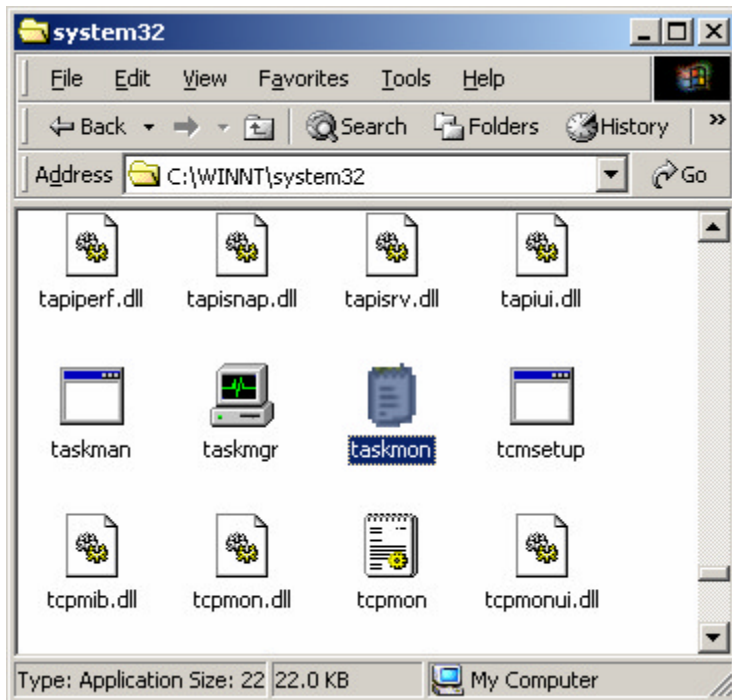 system32
File Edit View Favorites Tools Help
Back Search Folders History »
Address C:\WINNT\system32 Go
tapiperf.dll tapisnap.dll tapisrv.dll tapiui.dll
taskman taskmgr taskmon tcmsetup
tcpmib.dll tcpmon.dll tcpmon tcpmonui.dll
Type: Application Size: 22 22.0 KB My Computer